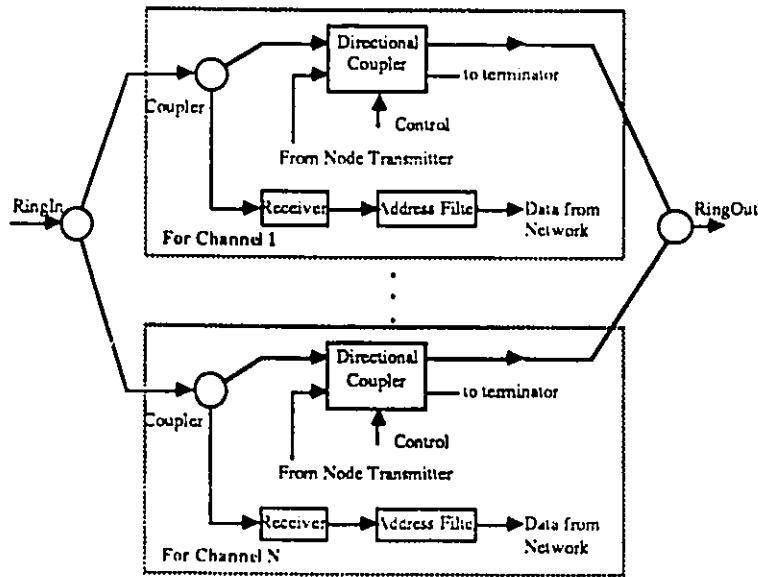 Directional
Coupler
to terminator
Coupler
Control
From Node Transmitter
RingIn
Receiver
Address Filte
Data from
Network
RingOut
For Channel 1
Directional
Coupler
to terminator
Coupler
Control
From Node Transmitter
Receiver
Address Filte
Data from
Network
For Channel N